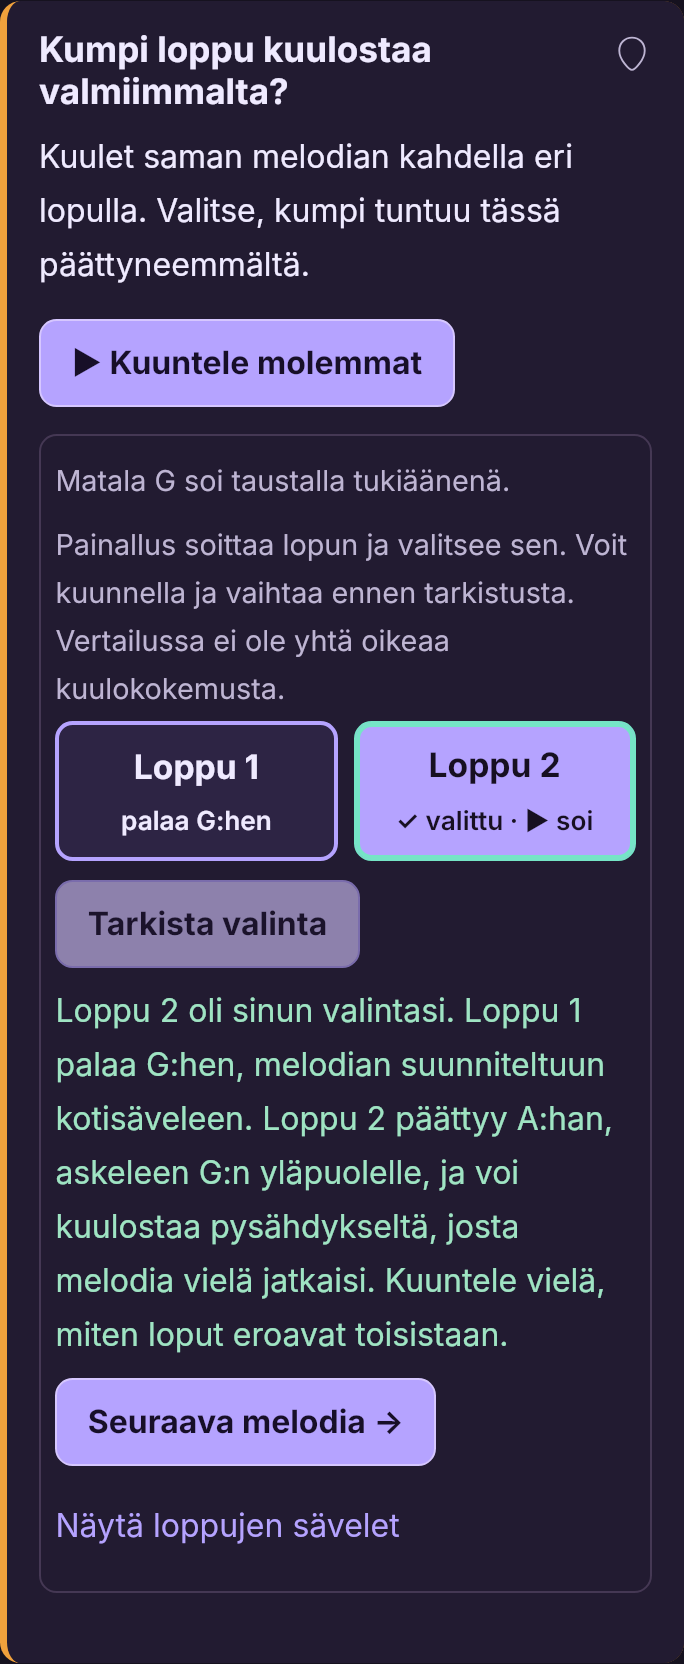 Kumpi loppu kuulostaa
valmiimmalta?
Kuulet saman melodian kahdella eri
lopulla. Valitse, kumpi tuntuu tässä
päättyneemmältä.
▶ Kuuntele molemmat
Matala G soi taustalla tukiäänenä.
Painallus soittaa lopun ja valitsee sen. Voit
kuunnella ja vaihtaa ennen tarkistusta.
Vertailussa ei ole yhtä oikeaa
kuulokokemusta.
Loppu 1
palaa G:hen
Loppu 2
✓ valittu · ▶ soi
Tarkista valinta
Loppu 2 oli sinun valintasi. Loppu 1
palaa G:hen, melodian suunniteltuun
kotisäveleen. Loppu 2 päättyy A:han,
askeleen G:n yläpuolelle, ja voi
kuulostaa pysähdykseltä, josta
melodia vielä jatkaisi. Kuuntele vielä,
miten loput eroavat toisistaan.
Seuraava melodia →
Näytä loppujen sävelet